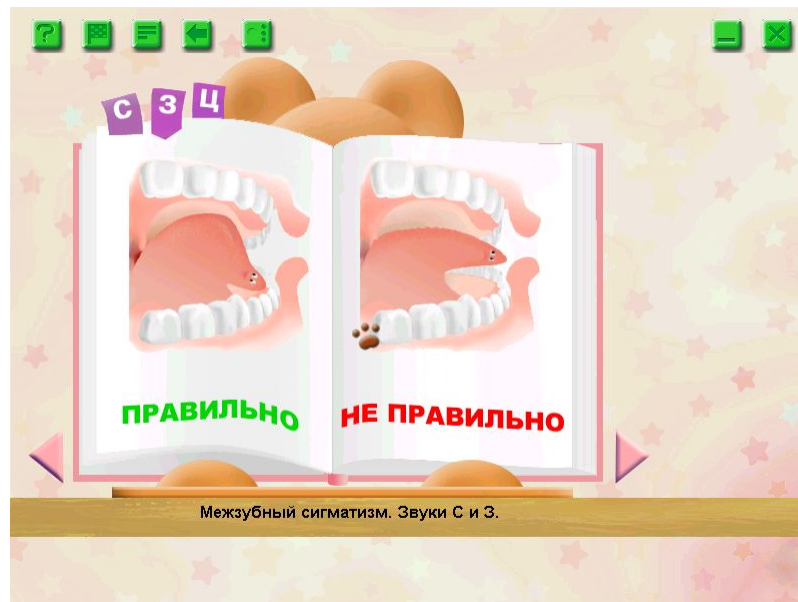 С З Ц
ПРАВИЛЬНО
НЕ ПРАВИЛЬНО
Межзубный сигматизм. Звуки С и З.